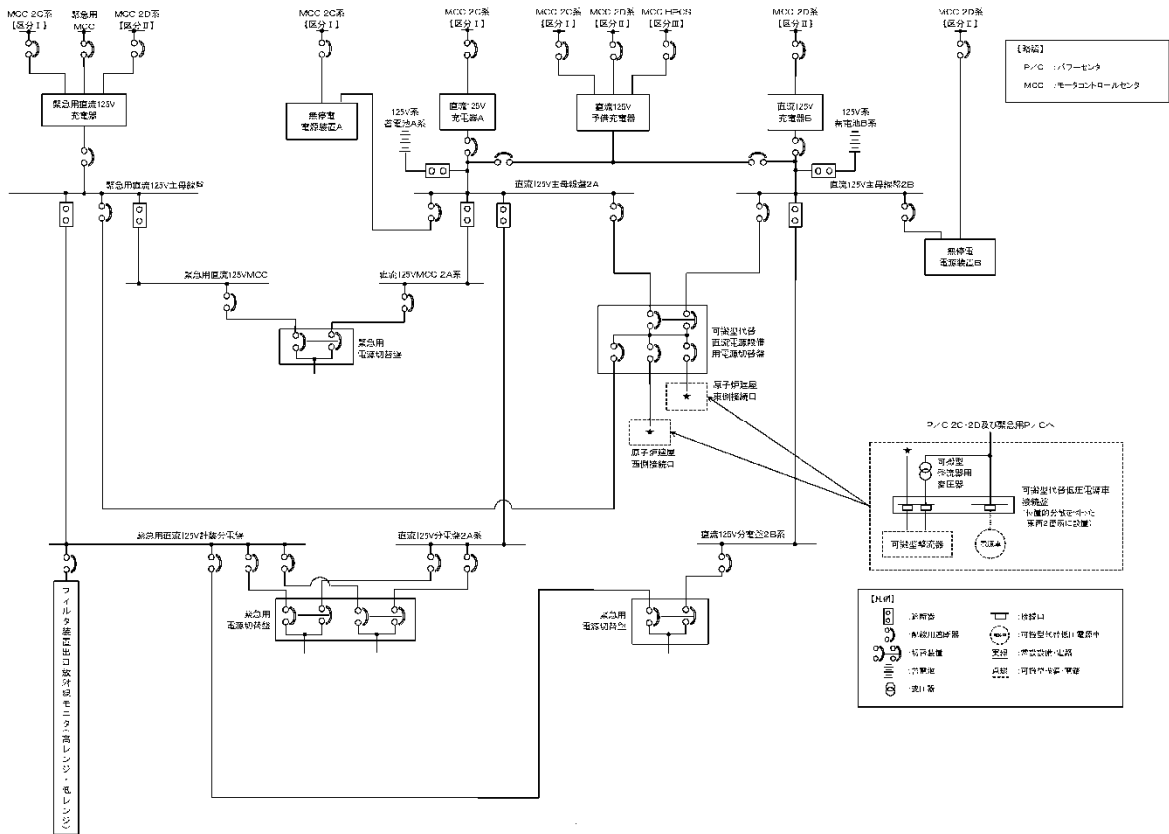 MCC 2C系
【区分Ⅰ】
緊急用
MCC
MCC 2D系
【区分Ⅱ】
MCC 2C系
【区分Ⅰ】
MCC 2C系
【区分Ⅰ】
MCC 2C系
【区分Ⅰ】
MCC 2D系
【区分Ⅱ】
MCC HPCS
【区分Ⅲ】
MCC 2D系
【区分Ⅱ】
MCC 2D系
【区分Ⅱ】
【略語】
P/C :パワーセンタ
MCC :モータコントロールセンタ
緊急用直流125V
充電器
無停電
電源装置A
125V系
蓄電池A系
直流125V
充電器A
直流125V
予備充電器
直流125V
充電器B
125V系
蓄電池B系
緊急用直流125V主母線盤
直流125V主母線盤2A
直流125V主母線盤2B
無停電
電源装置B
緊急用直流125VMCC
直流125VMCC 2A系
緊急用
電源切替盤
可搬型代替
直流電源設備
用電源切替盤
原子炉建屋
東側接続口
原子炉建屋
西側接続口
P/C 2C・2D及び緊急用P/Cへ
可搬型
整流器用
変圧器
可搬型代替低圧電源車
接続盤
可搬型整流器
電源車
緊急用直流125V計装分電盤
直流125V分電盤2A系
直流125V分電盤2B系
緊急用
電源切替盤
緊急用
電源切替盤
フィルタ装置出口放射線モニタ(高レンジ・低レンジ)
【凡例】
:遮断器
:配線用遮断器
:切替装置
:蓄電池
:変圧器
:接続口
:可搬型代替低圧電源車
実線
:常設設備・電路
点線
:可搬型設備・電路